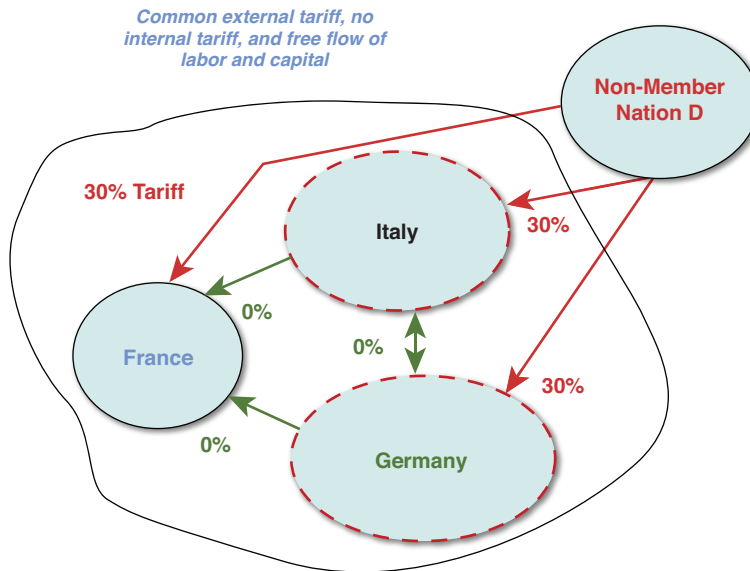 Common external tariff, no
internal tariff, and free flow of
labor and capital
Non-Member
Nation D
30% Tariff
Italy
30%
0%
0%
France
30%
0%
Germany